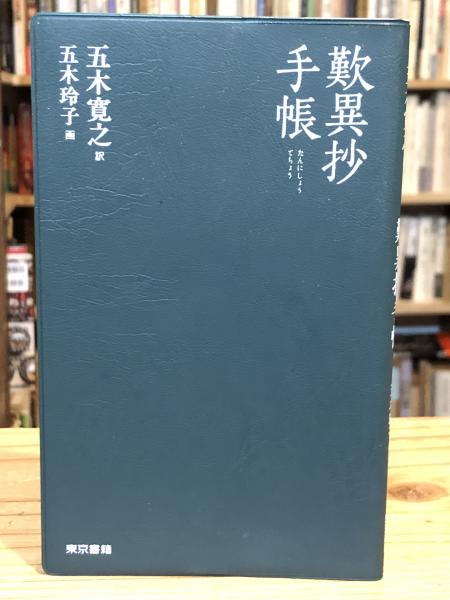 歎異抄
手帳
たんにしょう
てちょう
五木寛之 訳
五木玲子 画
東京書籍